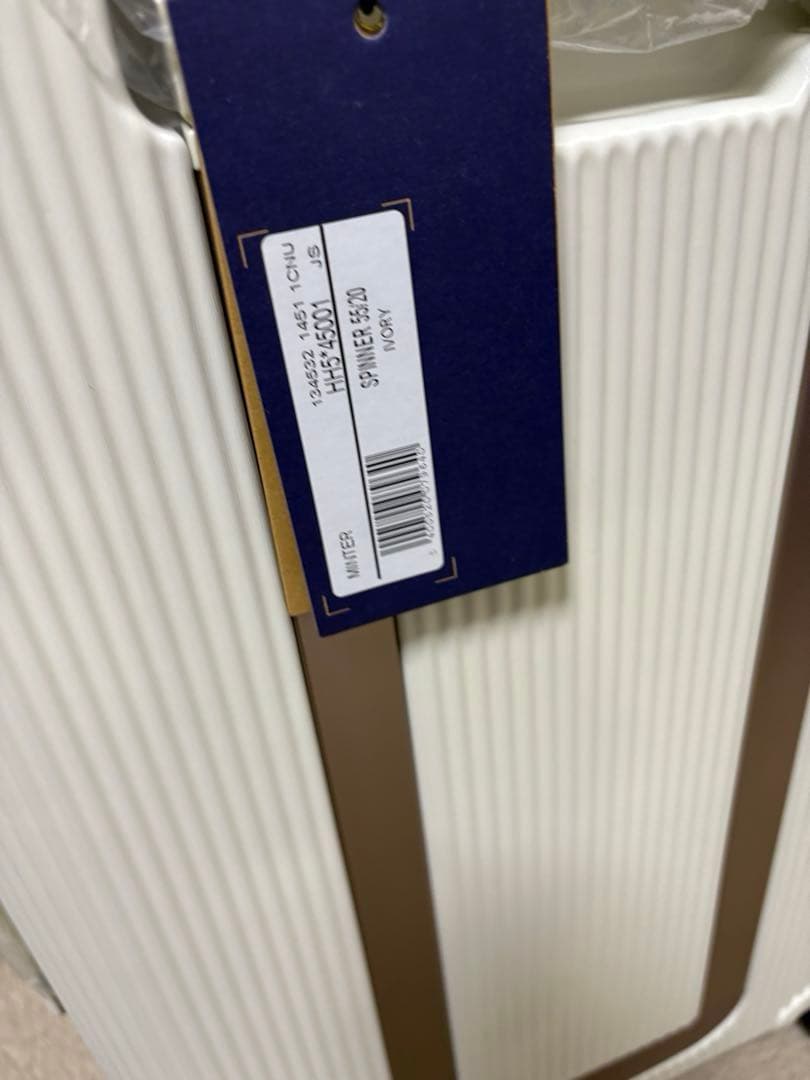 134532 1451 1CNU
HH5*45001 JS
MINTER
SPINNER 55/20
IVORY